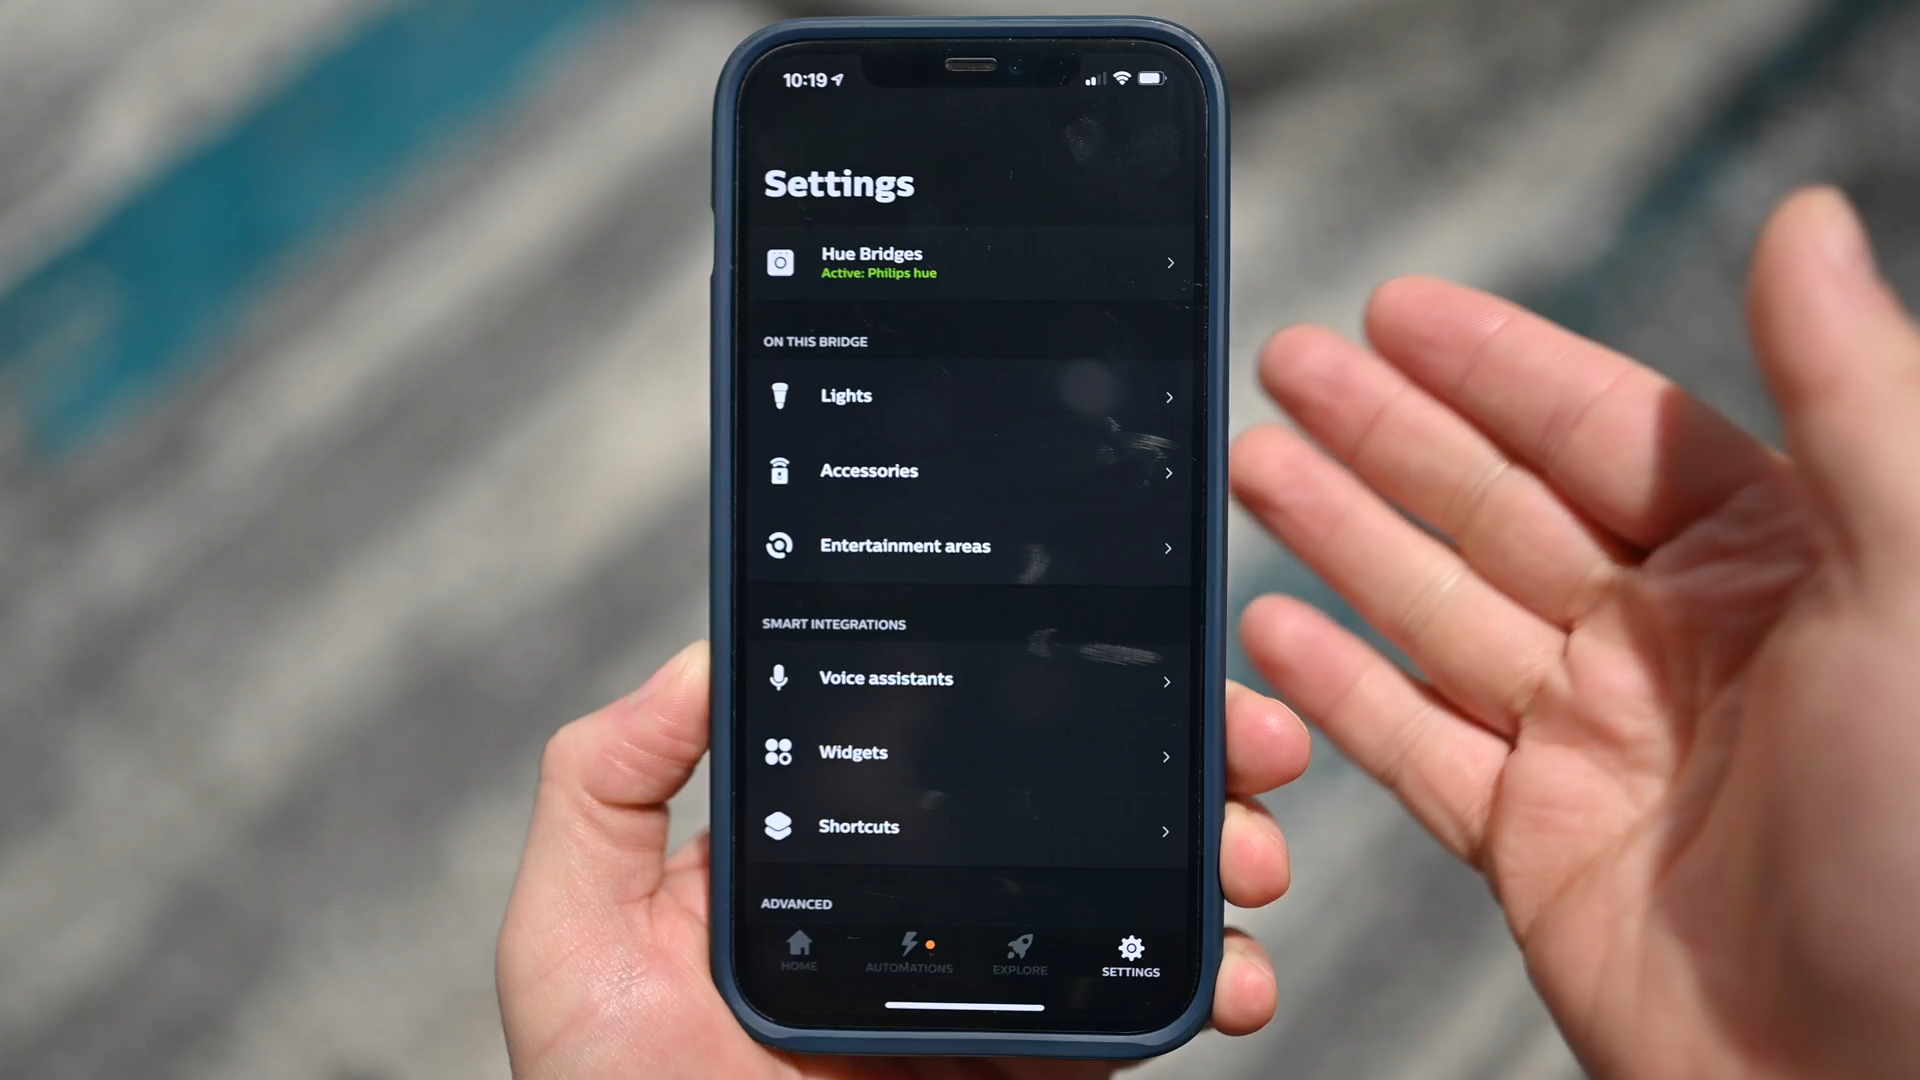 10:19
Settings
Hue Bridges
Active: Philips hue
ON THIS BRIDGE
Lights
Accessories
Entertainment areas
SMART INTEGRATIONS
Voice assistants
Widgets
Shortcuts
ADVANCED
HOME AUTOMATIONS EXPLORE SETTINGS